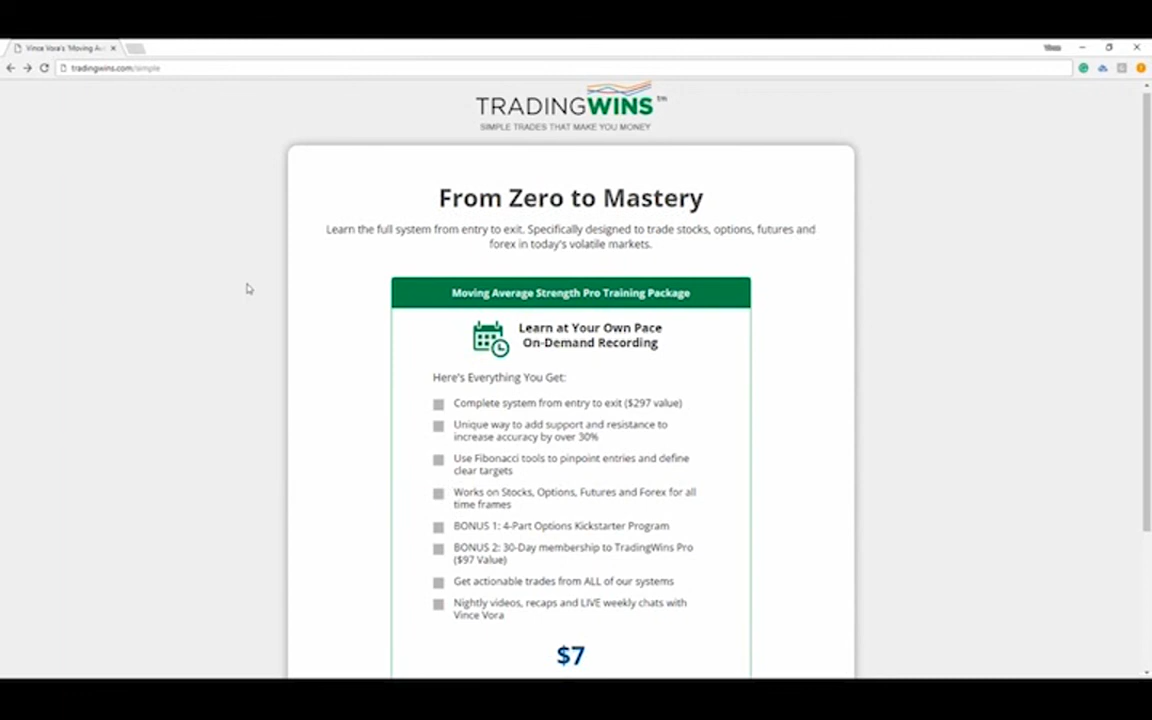 Vince Vora's 'Moving Av
tradingwins.com/simple
TRADINGWINS™
SIMPLE TRADES THAT MAKE YOU MONEY
From Zero to Mastery
Learn the full system from entry to exit. Specifically designed to trade stocks, options, futures and
forex in today's volatile markets.
Moving Average Strength Pro Training Package
Learn at Your Own Pace
On-Demand Recording
Here's Everything You Get:
Complete system from entry to exit ($297 value)
Unique way to add support and resistance to
increase accuracy by over 30%
Use Fibonacci tools to pinpoint entries and define
clear targets
Works on Stocks, Options, Futures and Forex for all
time frames
BONUS 1: 4-Part Options Kickstarter Program
BONUS 2: 30-Day membership to TradingWins Pro
($97 Value)
Get actionable trades from ALL of our systems
Nightly videos, recaps and LIVE weekly chats with
Vince Vora
$7